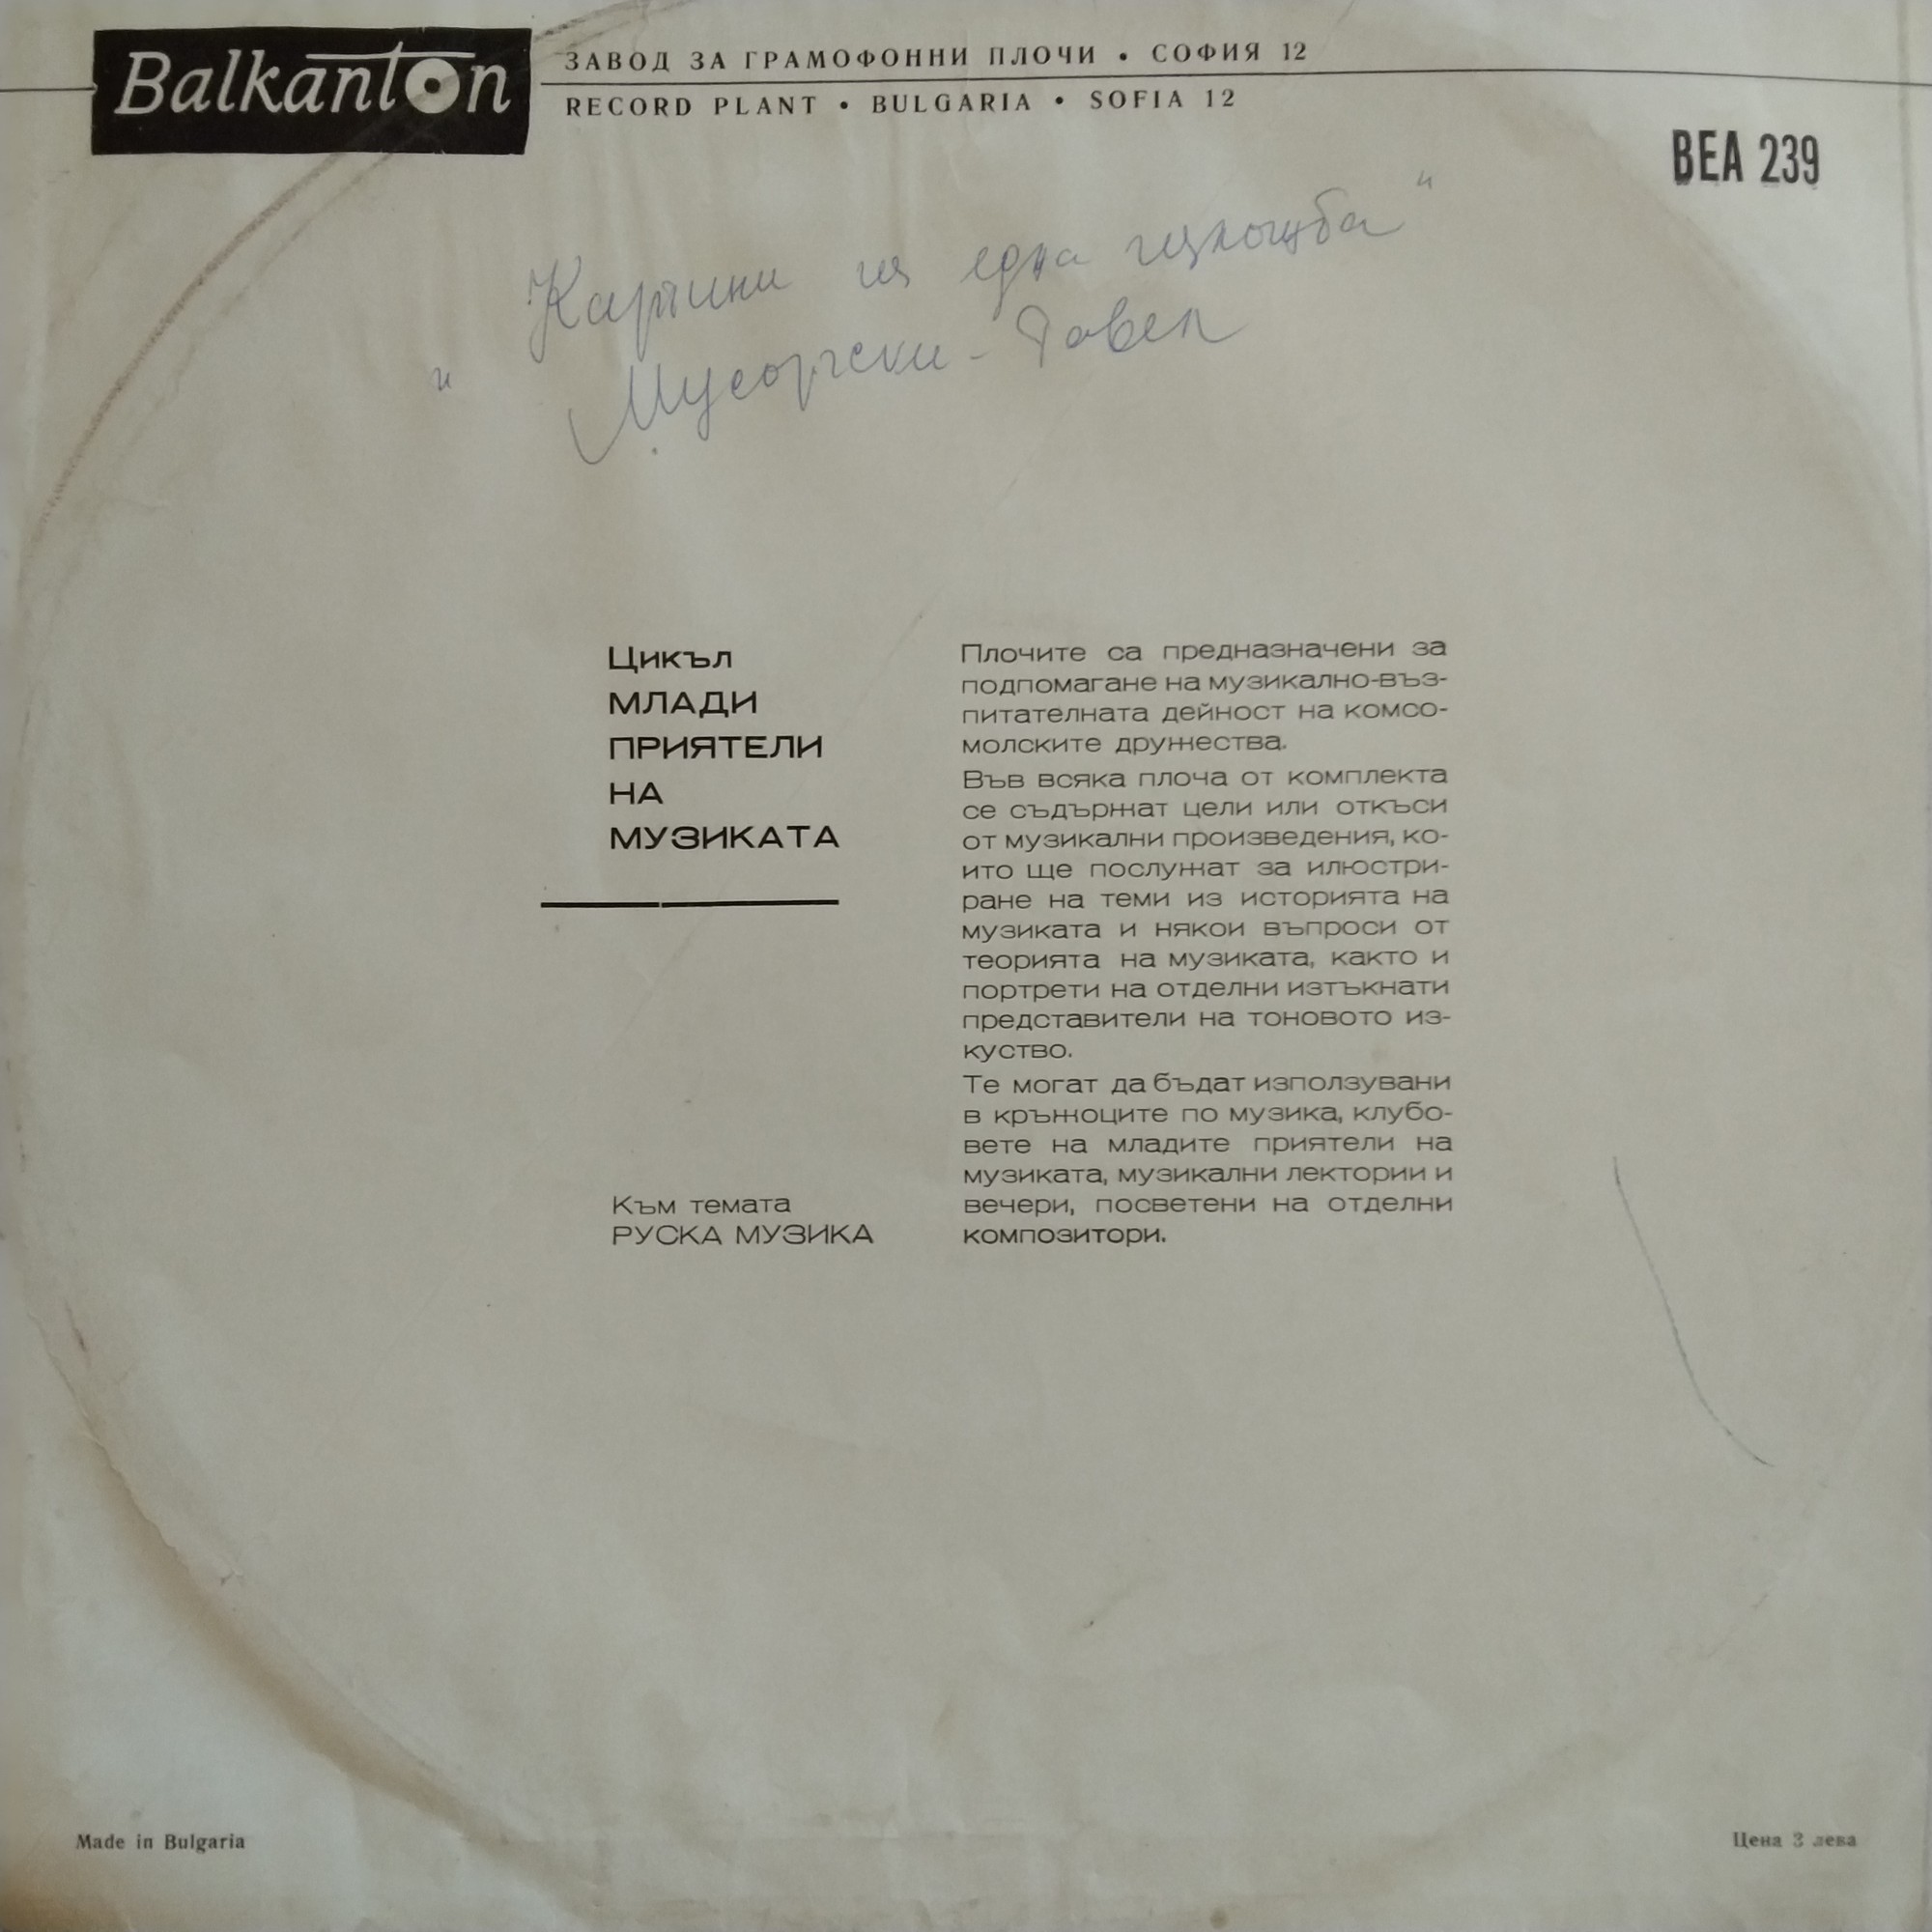 Balkanton
ЗАВОД ЗА ГРАМОФОННИ ПЛОЧИ • СОФИЯ 12
RECORD PLANT • BULGARIA • SOFIA 12
ВЕА 239
„Картини из една изложба“
Мусоргски - Равел
Цикъл
МЛАДИ
ПРИЯТЕЛИ
НА
МУЗИКАТА
Към темата
РУСКА МУЗИКА
Плочите са предназначени за
подпомагане на музикално-въз-
питателната дейност на комсо-
молските дружества.
Във всяка плоча от комплекта
се съдържат цели или откъси
от музикални произведения, ко-
ито ще послужат за илюстри-
ране на теми из историята на
музиката и някои въпроси от
теорията на музиката, както и
портрети на отделни изтъкнати
представители на тоновото из-
куство.
Те могат да бъдат използувани
в кръжоците по музика, клубо-
вете на младите приятели на
музиката, музикални лектории и
вечери, посветени на отделни
композитори.
Made in Bulgaria
Цена 3 лева